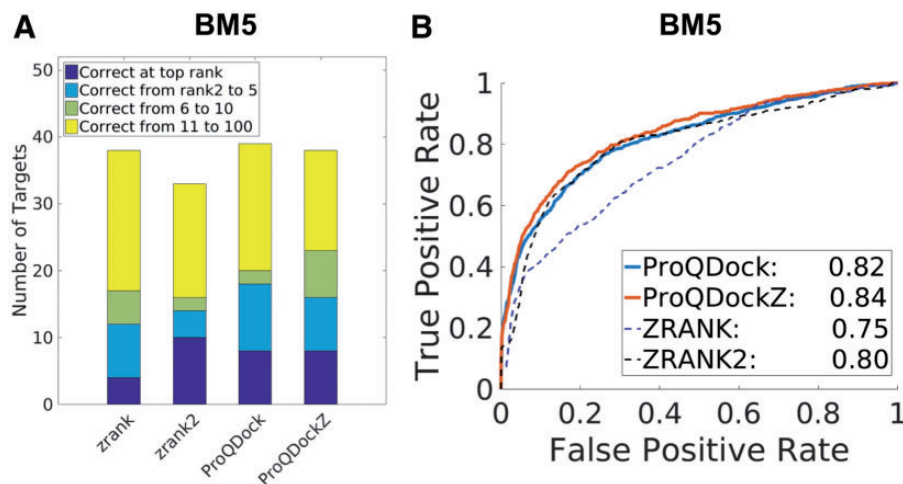 A
BM5
Number of Targets
50
40
30
20
10
0
Correct at top rank
Correct from rank2 to 5
Correct from 6 to 10
Correct from 11 to 100
zrank
zrank2
ProQDock
ProQDockZ
B
BM5
True Positive Rate
1
0.8
0.6
0.4
0.2
0
ProQDock: 0.82
ProQDockZ: 0.84
ZRANK: 0.75
ZRANK2: 0.80
0 0.2 0.4 0.6 0.8 1
False Positive Rate